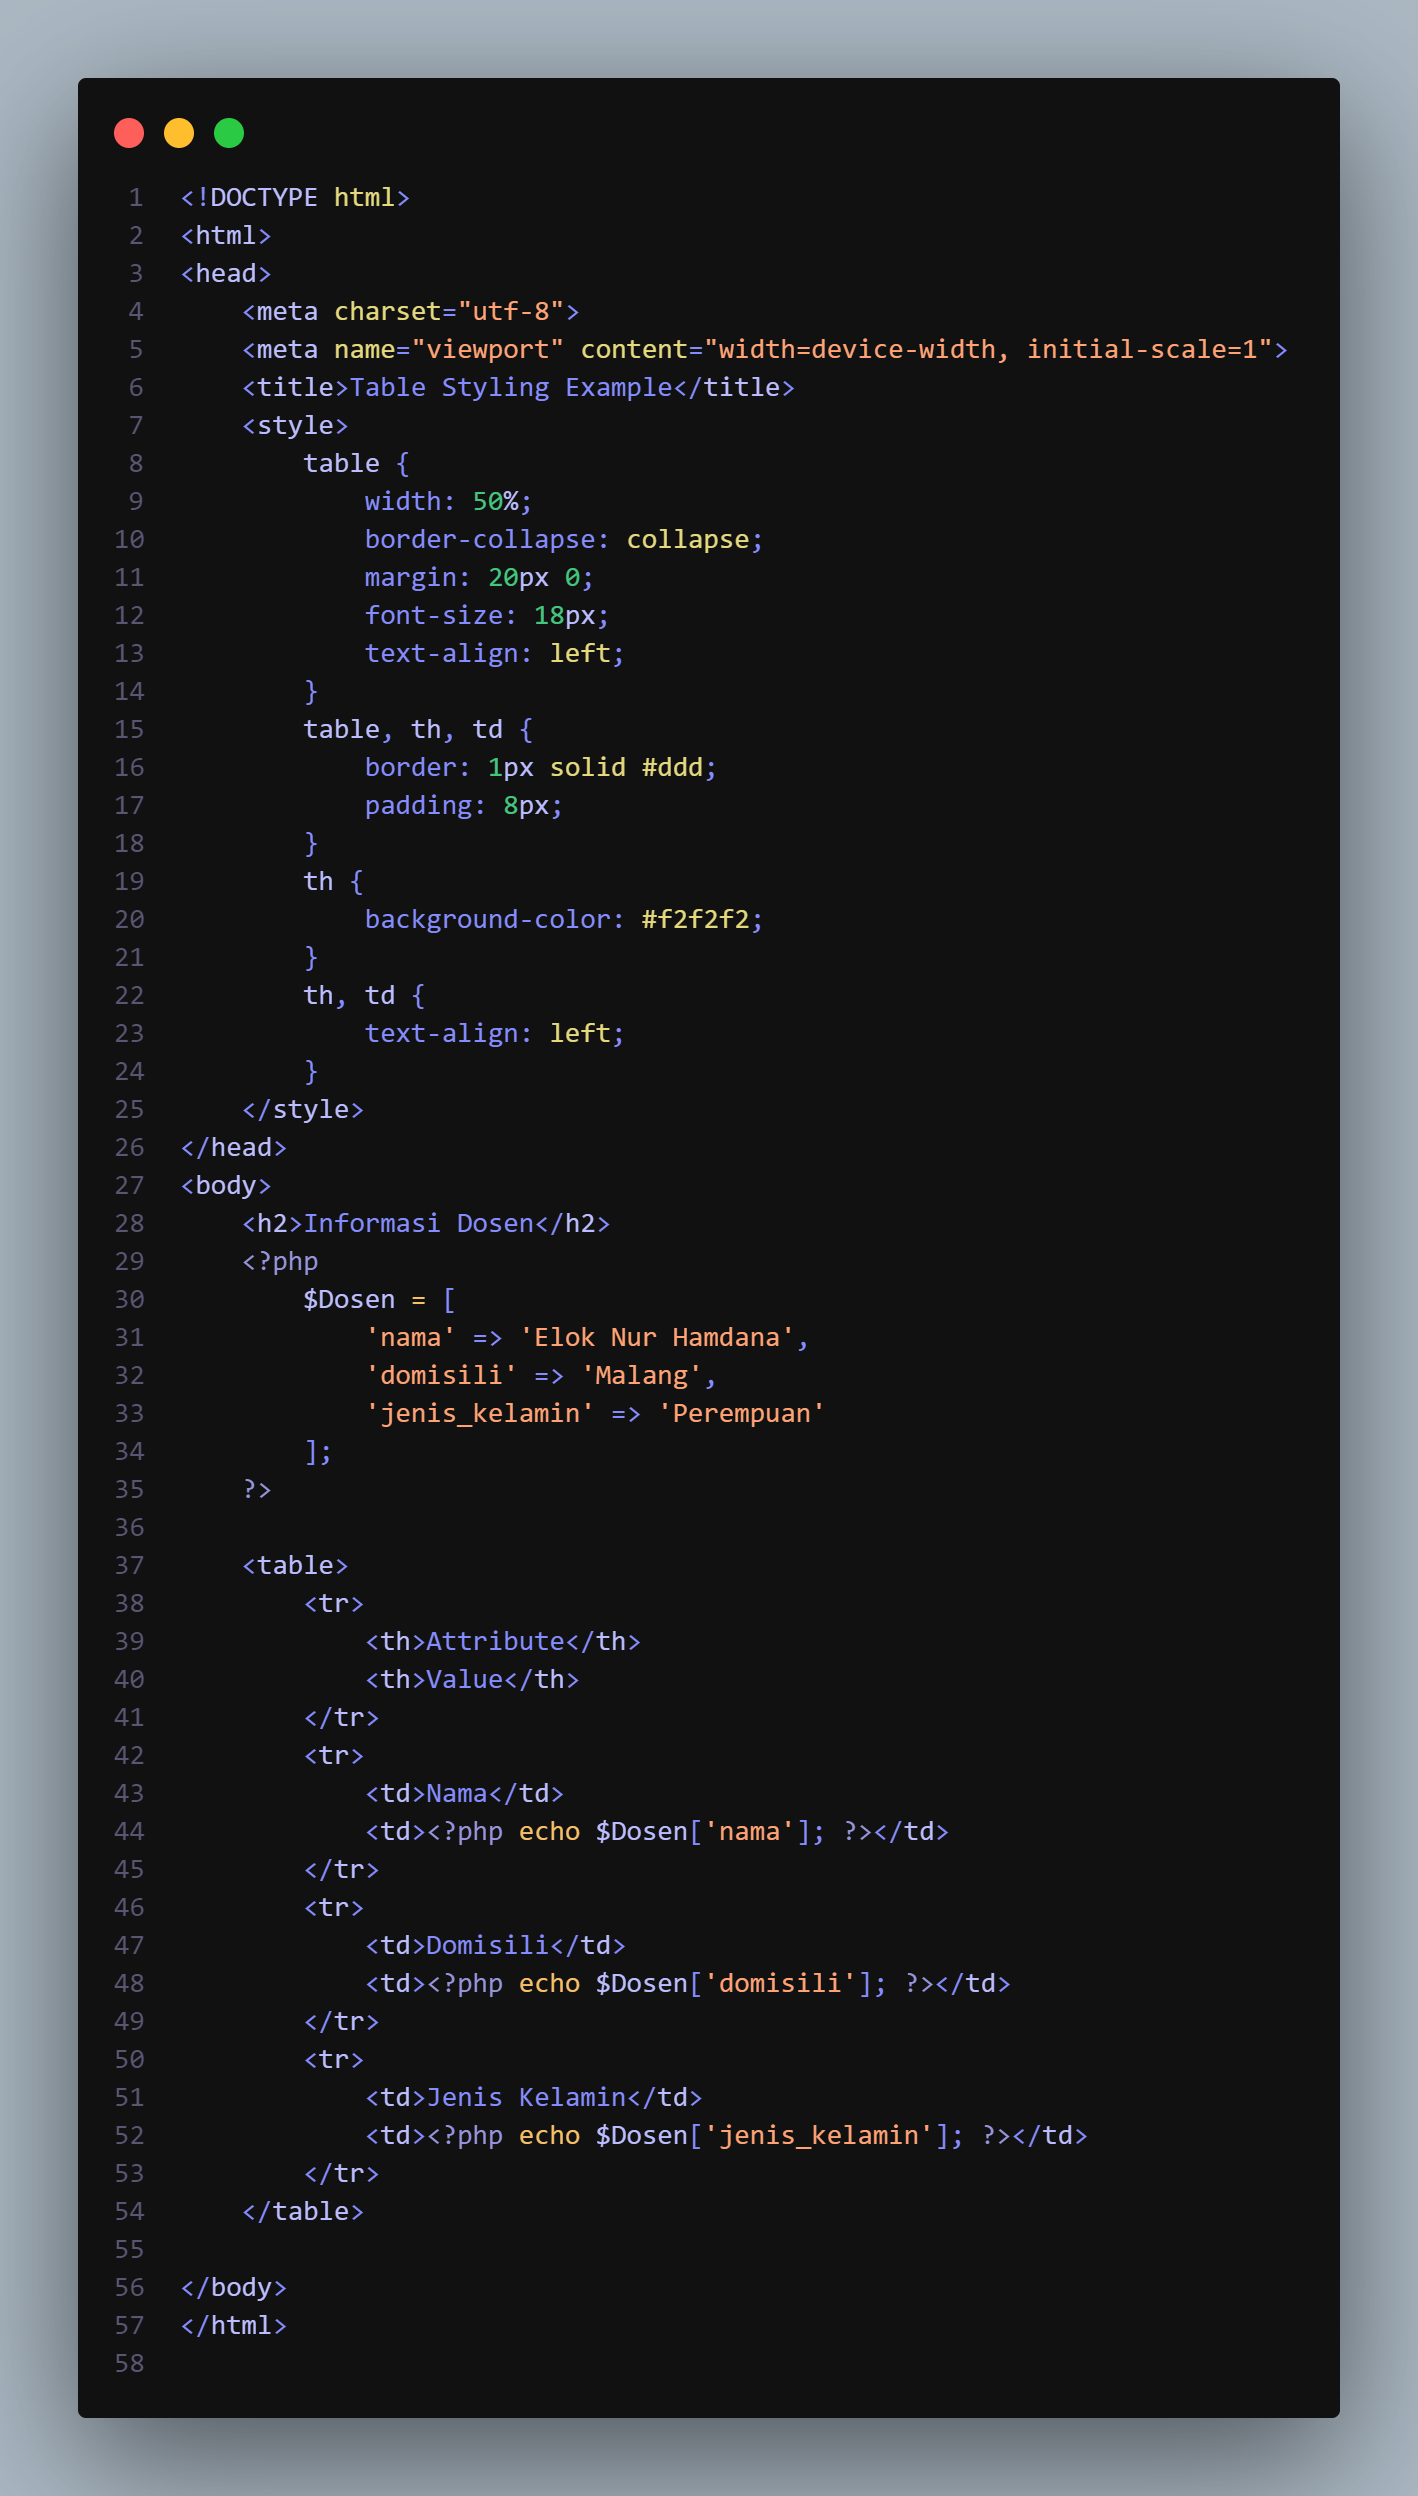 1 <!DOCTYPE html>
2 <html>
3 <head>
4     <meta charset="utf-8">
5     <meta name="viewport" content="width=device-width, initial-scale=1">
6     <title>Table Styling Example</title>
7     <style>
8         table {
9             width: 50%;
10             border-collapse: collapse;
11             margin: 20px 0;
12             font-size: 18px;
13             text-align: left;
14         }
15         table, th, td {
16             border: 1px solid #ddd;
17             padding: 8px;
18         }
19         th {
20             background-color: #f2f2f2;
21         }
22         th, td {
23             text-align: left;
24         }
25     </style>
26 </head>
27 <body>
28     <h2>Informasi Dosen</h2>
29     <?php
30         $Dosen = [
31             'nama' => 'Elok Nur Hamdana',
32             'domisili' => 'Malang',
33             'jenis_kelamin' => 'Perempuan'
34         ];
35     ?>
36
37     <table>
38         <tr>
39             <th>Attribute</th>
40             <th>Value</th>
41         </tr>
42         <tr>
43             <td>Nama</td>
44             <td><?php echo $Dosen['nama']; ?></td>
45         </tr>
46         <tr>
47             <td>Domisili</td>
48             <td><?php echo $Dosen['domisili']; ?></td>
49         </tr>
50         <tr>
51             <td>Jenis Kelamin</td>
52             <td><?php echo $Dosen['jenis_kelamin']; ?></td>
53         </tr>
54     </table>
55
56 </body>
57 </html>
58